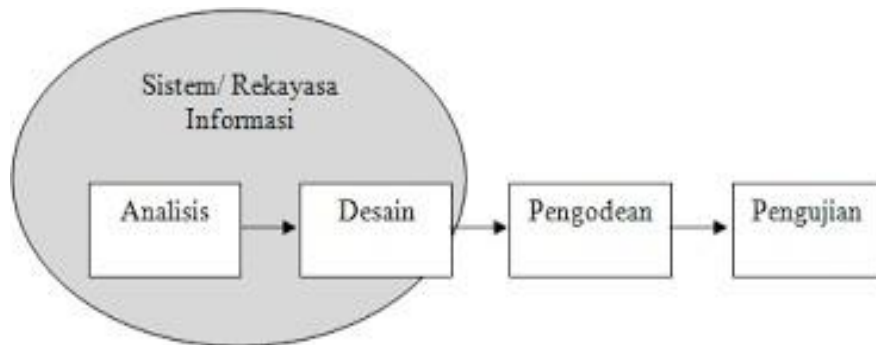 Sistem/ Rekayasa
Informasi
Analisis
Desain
Pengodean
Pengujian